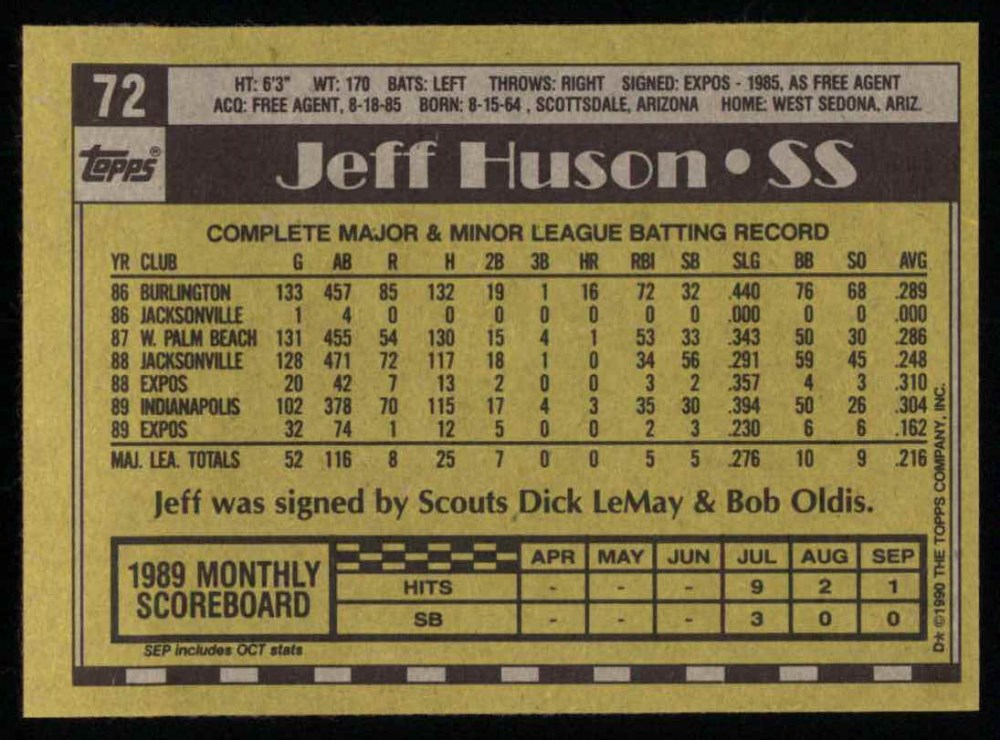 72
HT: 6'3" WT: 170 BATS: LEFT THROWS: RIGHT SIGNED: EXPOS - 1985, AS FREE AGENT
ACQ: FREE AGENT, 8-18-85 BORN: 8-15-64 , SCOTTSDALE, ARIZONA HOME: WEST SEDONA, ARIZ.
Topps®
Jeff Huson • SS
COMPLETE MAJOR & MINOR LEAGUE BATTING RECORD
YR CLUB G AB R H 2B 3B HR RBI SB SLG BB SO AVG
86 BURLINGTON 133 457 85 132 19 1 16 72 32 .440 76 68 .289
86 JACKSONVILLE 1 4 0 0 0 0 0 0 0 .000 0 0 .000
87 W. PALM BEACH 131 455 54 130 15 4 1 53 33 .343 50 30 .286
88 JACKSONVILLE 128 471 72 117 18 1 0 34 56 .291 59 45 .248
88 EXPOS 20 42 7 13 2 0 0 3 2 .357 4 3 .310
89 INDIANAPOLIS 102 378 70 115 17 4 3 35 30 .394 50 26 .304
89 EXPOS 32 74 1 12 5 0 0 2 3 .230 6 6 .162
MAJ. LEA. TOTALS 52 116 8 25 7 0 0 5 5 .276 10 9 .216
Jeff was signed by Scouts Dick LeMay & Bob Oldis.
1989 MONTHLY
SCOREBOARD
APR MAY JUN JUL AUG SEP
HITS - - - 9 2 1
SB - - - 3 0 0
SEP includes OCT stats
D* ©1990 THE TOPPS COMPANY, INC.